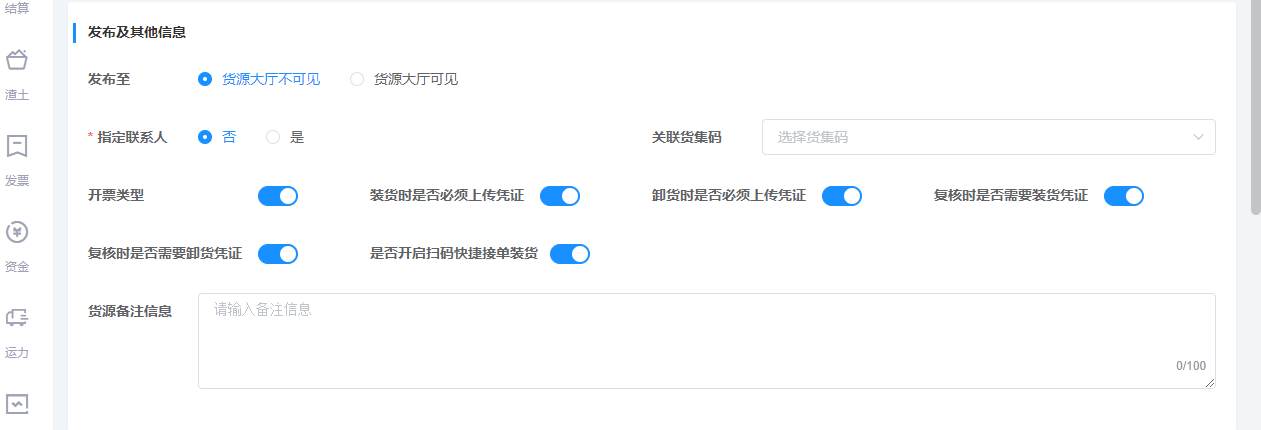 结算
渣土
发票
资金
运力
发布及其他信息
发布至 货源大厅不可见 货源大厅可见
* 指定联系人 否 是 关联货集码 选择货集码
开票类型 装货时是否必须上传凭证 卸货时是否必须上传凭证 复核时是否需要装货凭证
复核时是否需要卸货凭证 是否开启扫码快捷接单装货
货源备注信息 请输入备注信息
0/100